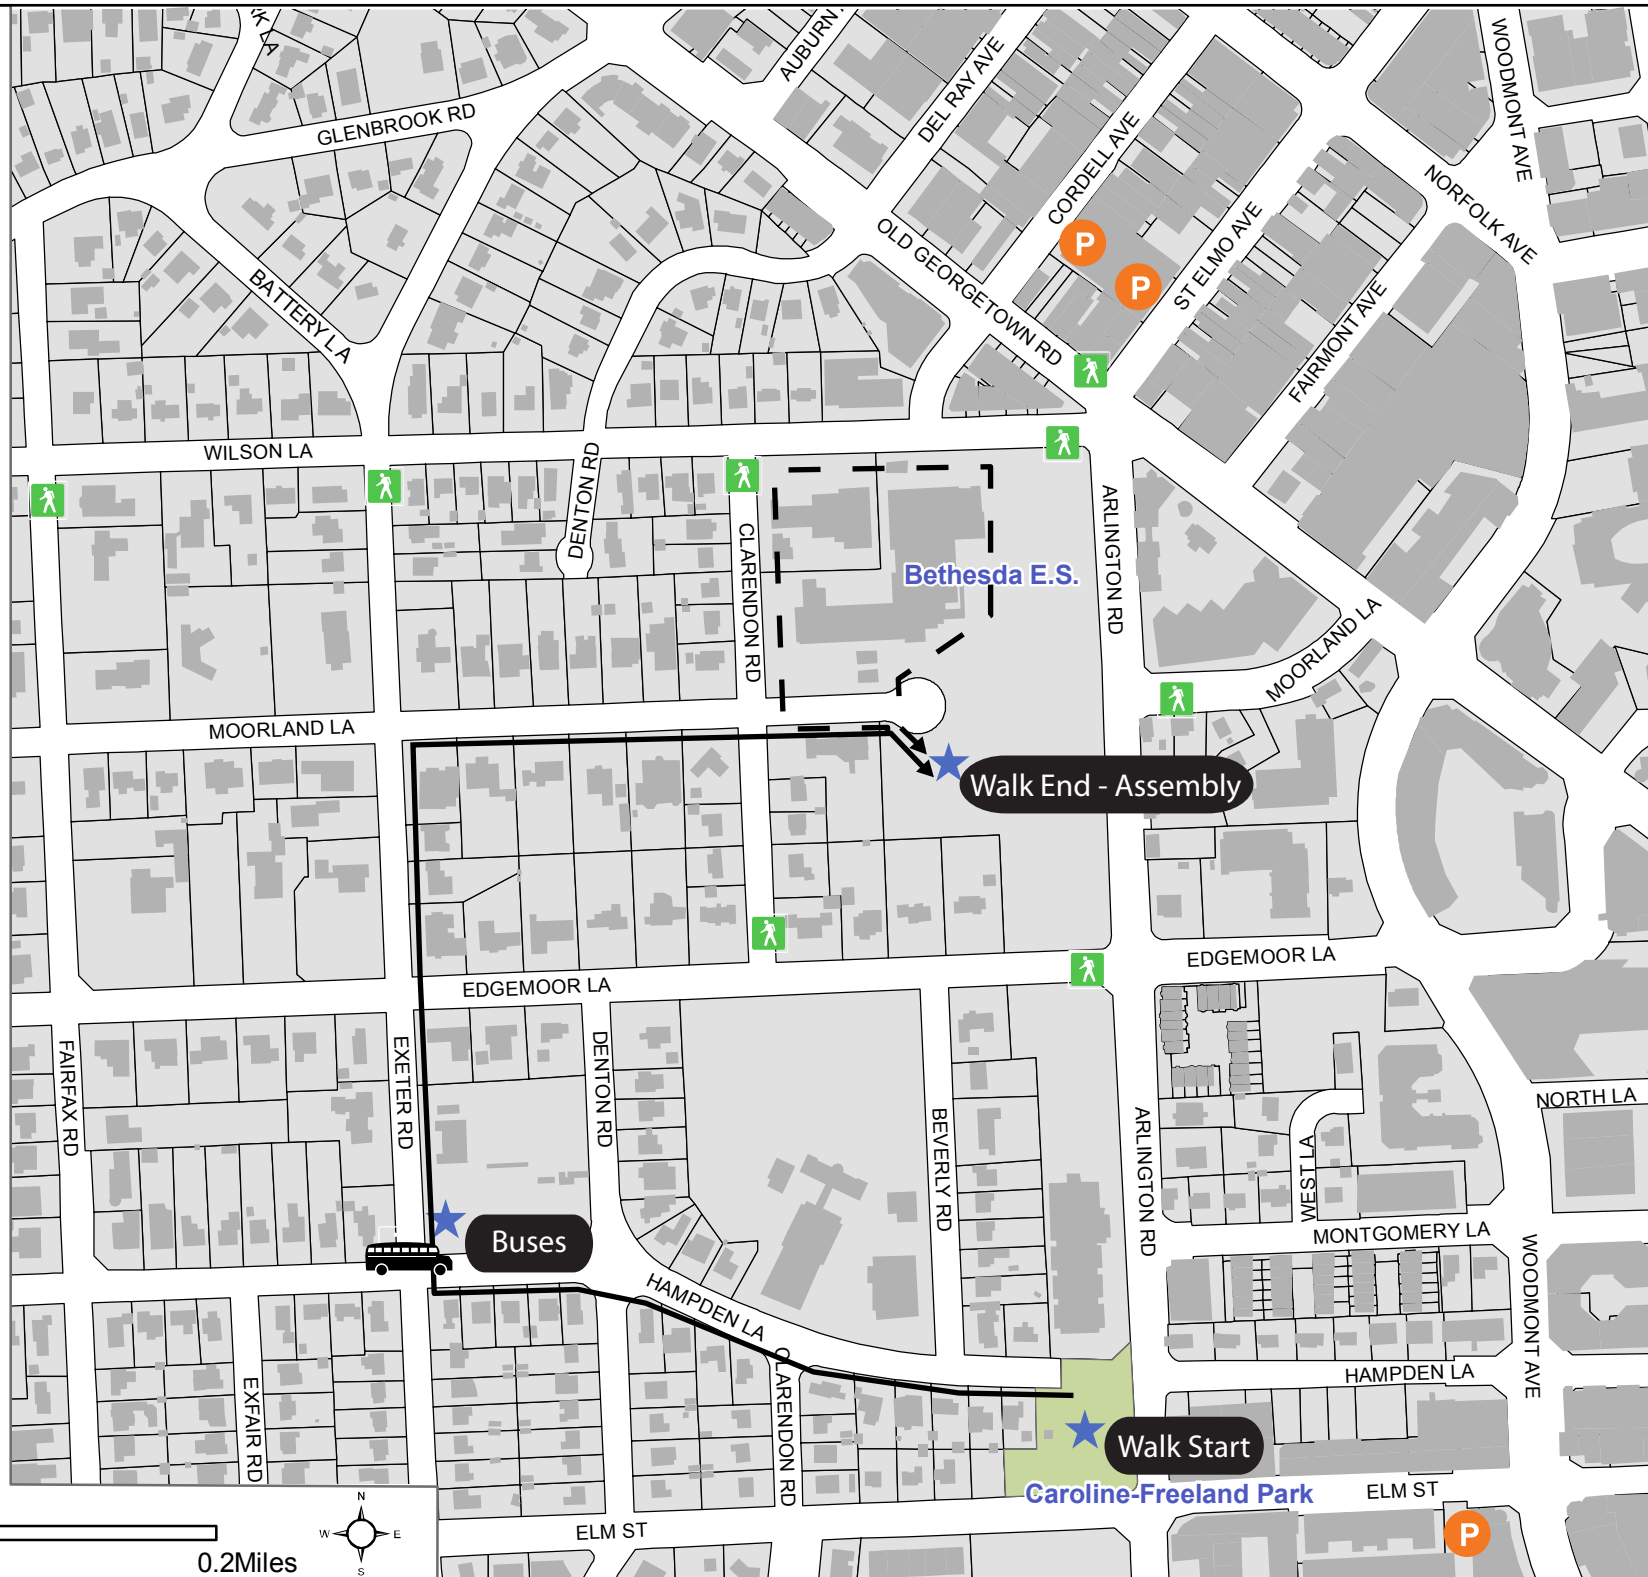 RK LA
AUBURN
DEL RAY AVE
WOODMONT AVE
GLENBROOK RD
CORDELL AVE
NORFOLK AVE
P
P
ST ELMO AVE
OLD GEORGETOWN RD
BATTERY LA
FAIRMONT AVE
WILSON LA
DENTON RD
CLARENDON RD
ARLINGTON RD
Bethesda E.S.
MOORLAND LA
MOORLAND LA
Walk End - Assembly
EDGEMOOR LA
EDGEMOOR LA
FAIRFAX RD
EXETER RD
DENTON RD
BEVERLY RD
ARLINGTON RD
NORTH LA
WEST LA
Buses
MONTGOMERY LA
HAMPDEN LA
WOODMONT AVE
HAMPDEN LA
EXFAIR RD
CLARENDON RD
Walk Start
Caroline-Freeland Park
ELM ST
ELM ST
P
N
W E
S
0.2Miles